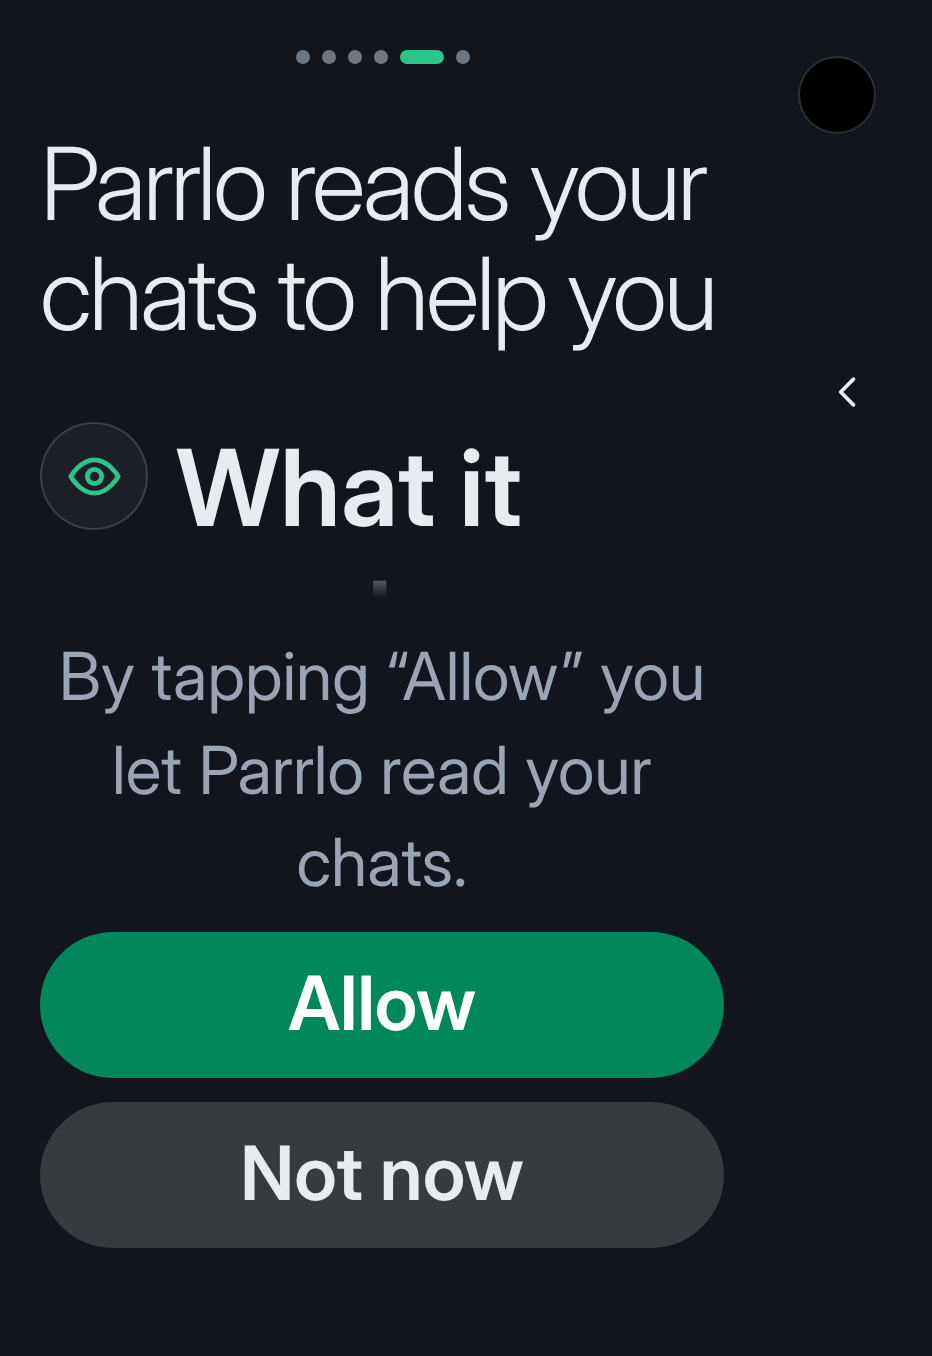 Parrlo reads your
chats to help you
What it
By tapping “Allow” you
let Parrlo read your
chats.
Allow
Not now